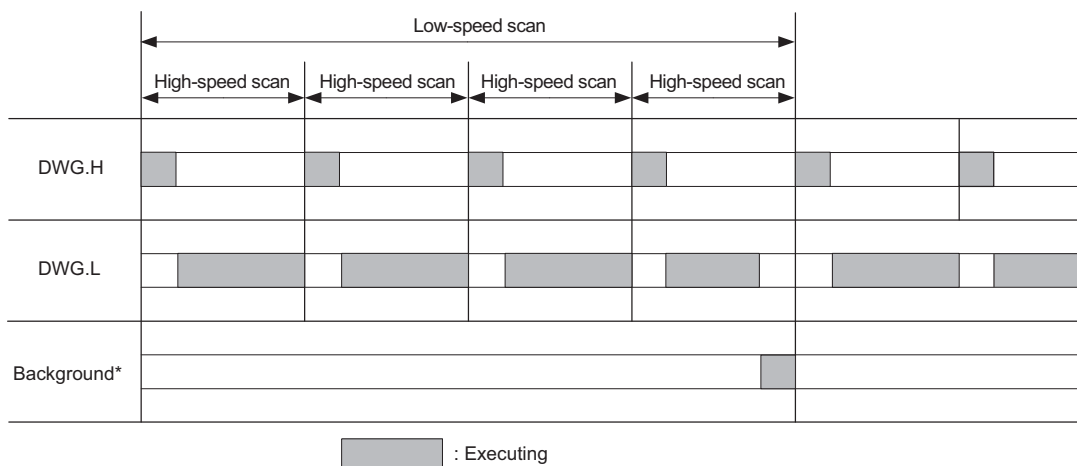 Low-speed scan
High-speed scan High-speed scan High-speed scan High-speed scan
DWG.H
DWG.L
Background*
: Executing